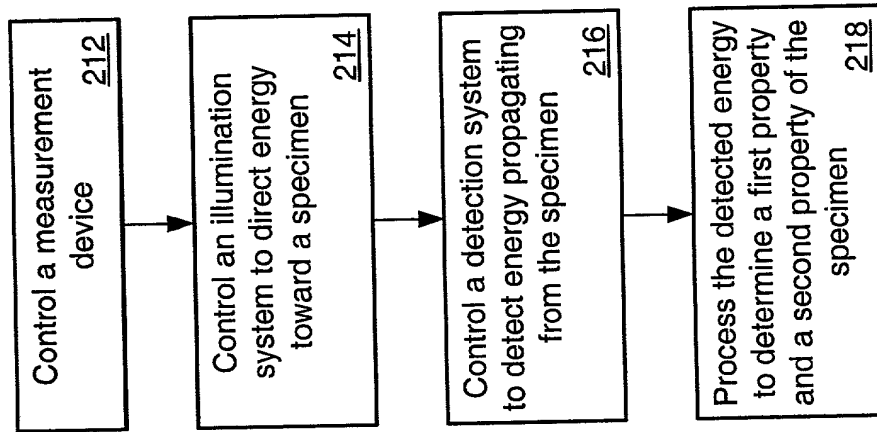 Control a measurement
device
212
Control an illumination
system to direct energy
toward a specimen
214
Control a detection system
to detect energy propagating
from the specimen
216
Process the detected energy
to determine a first property
and a second property of the
specimen
218